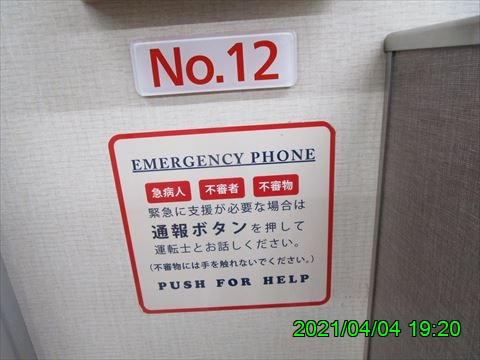 No.12
EMERGENCY PHONE
急病人 不審者 不審物
緊急に支援が必要な場合は
通報ボタンを押して
運転士とお話しください。
(不審物には手を触れないでください。)
PUSH FOR HELP
2021/04/04 19:20